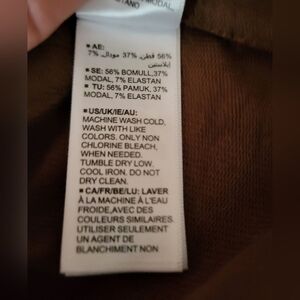 MODAL,
■ AE:
56% قطن, 37% مودال, 7%
إيلاستين
■ SE: 56% BOMULL,37%
MODAL, 7% ELASTAN
■ TU: 56% PAMUK, 37%
MODAL, 7% ELASTAN
■ US/UK/IE/AU:
MACHINE WASH COLD,
WASH WITH LIKE
COLORS. ONLY NON
CHLORINE BLEACH,
WHEN NEEDED.
TUMBLE DRY LOW.
COOL IRON. DO NOT
DRY CLEAN.
■ CA/FR/BE/LU: LAVER
À LA MACHINE À L'EAU
FROIDE,AVEC DES
COULEURS SIMILAIRES.
UTILISER SEULEMENT
UN AGENT DE
BLANCHIMENT NON